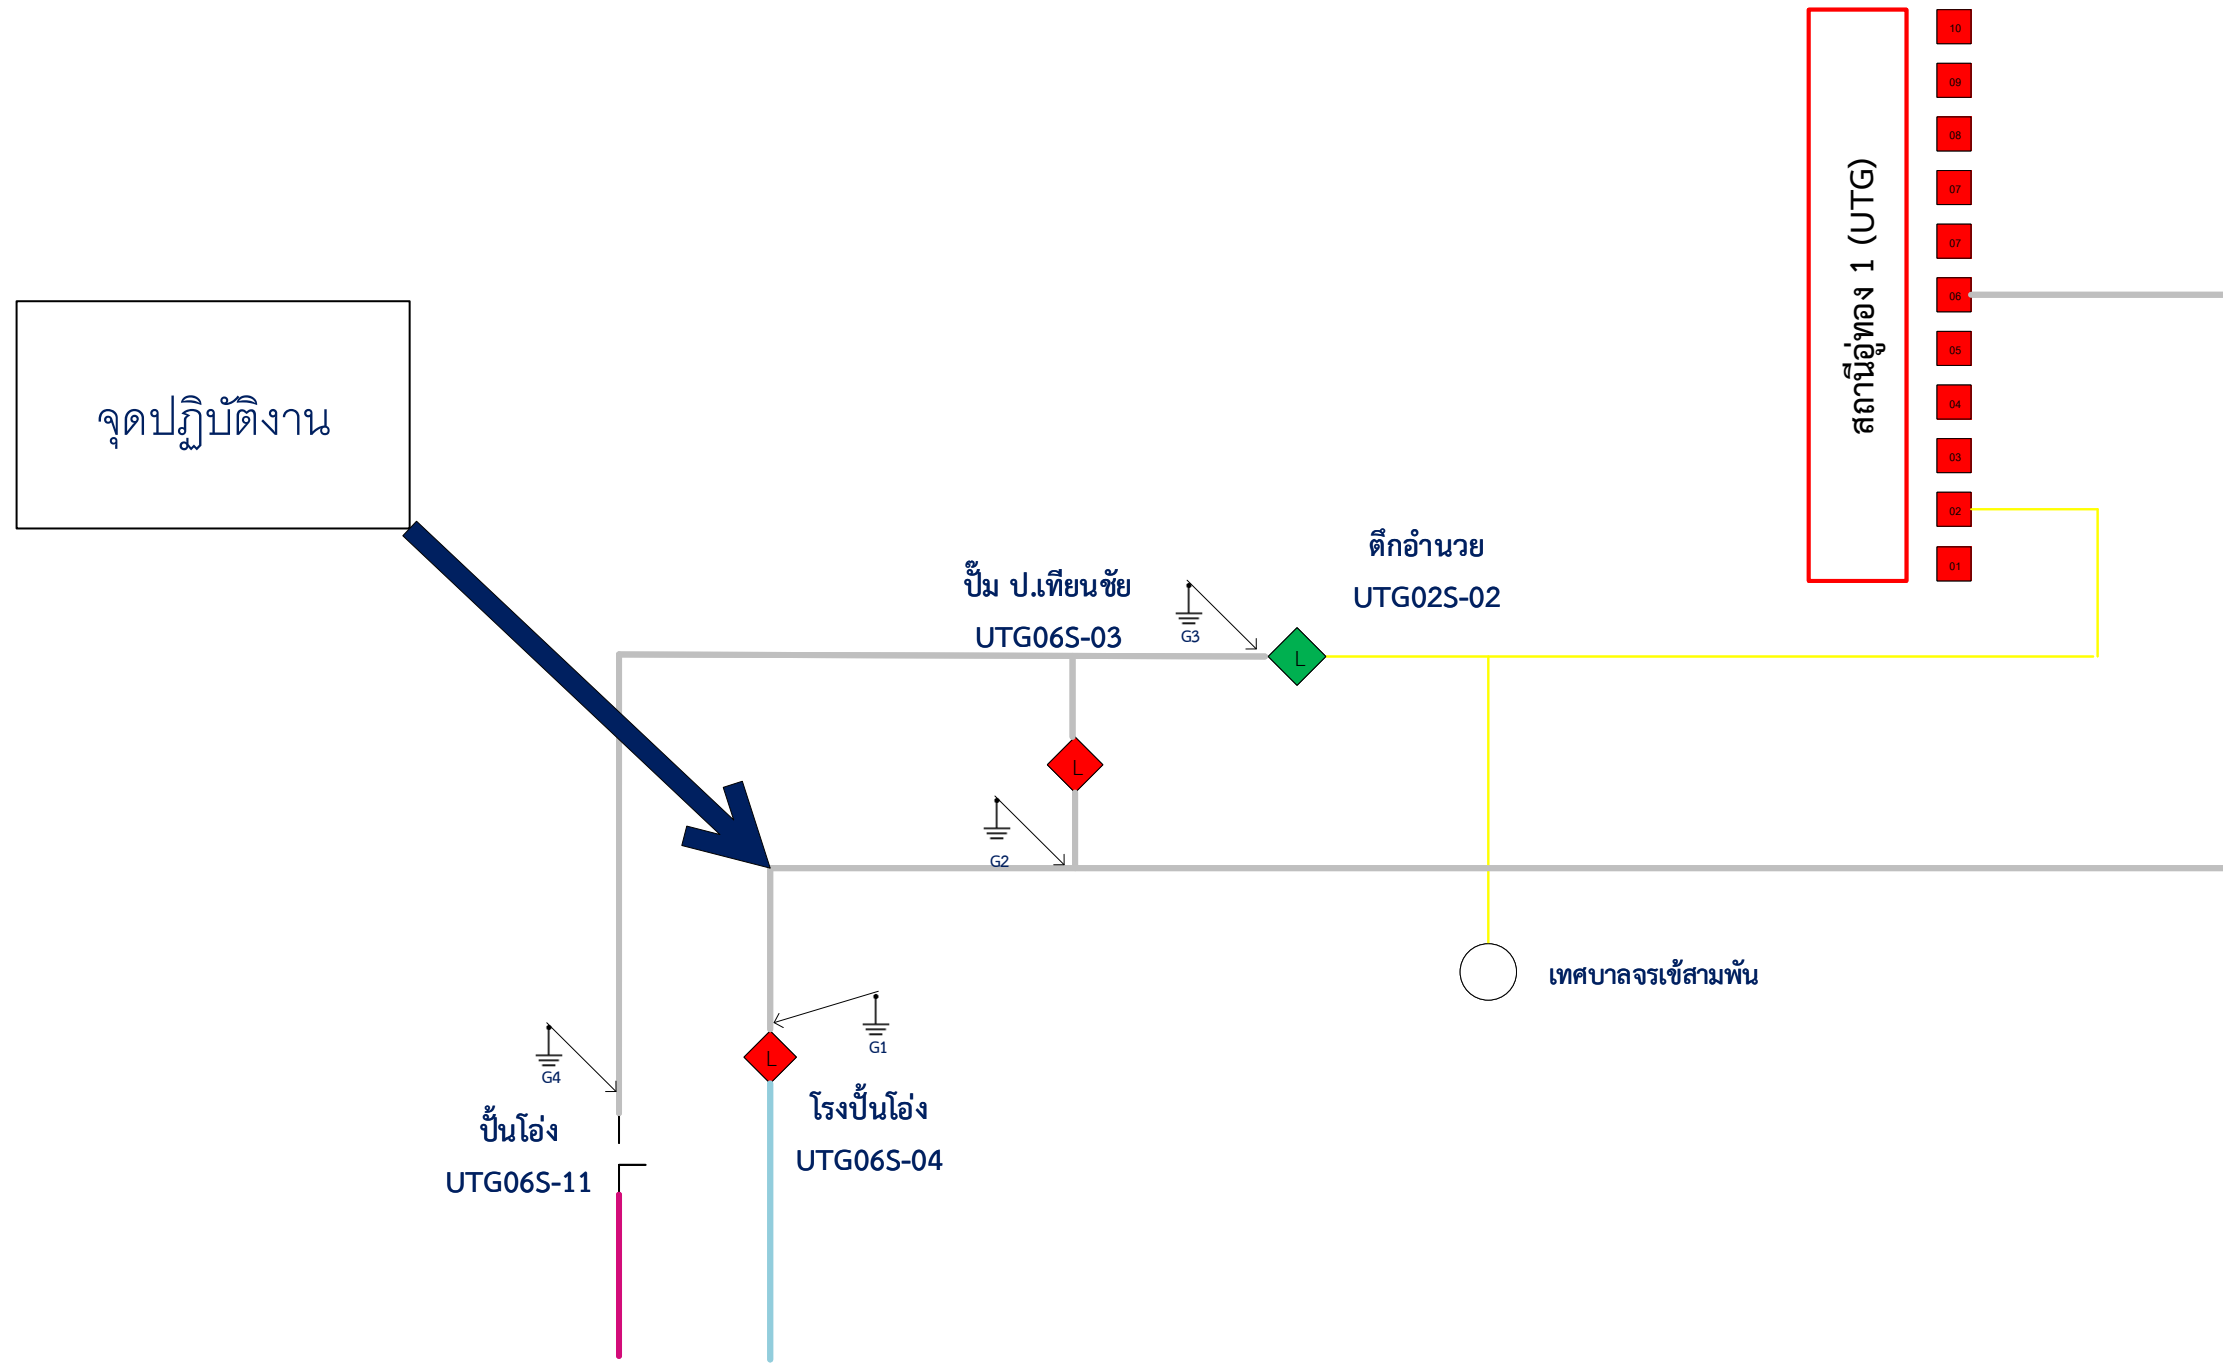 10
09
08
07
07
06
05
04
03
02
01
สถานีอู่ทอง 1 (UTG)
จุดปฏิบัติงาน
ตึกอำนวย
UTG02S-02
ปั๊ม ป.เทียนชัย
UTG06S-03
G3
L
L
G2
เทศบาลจรเข้สามพัน
G1
L
G4
โรงปั้นโอ่ง
UTG06S-04
ปั้นโอ่ง
UTG06S-11